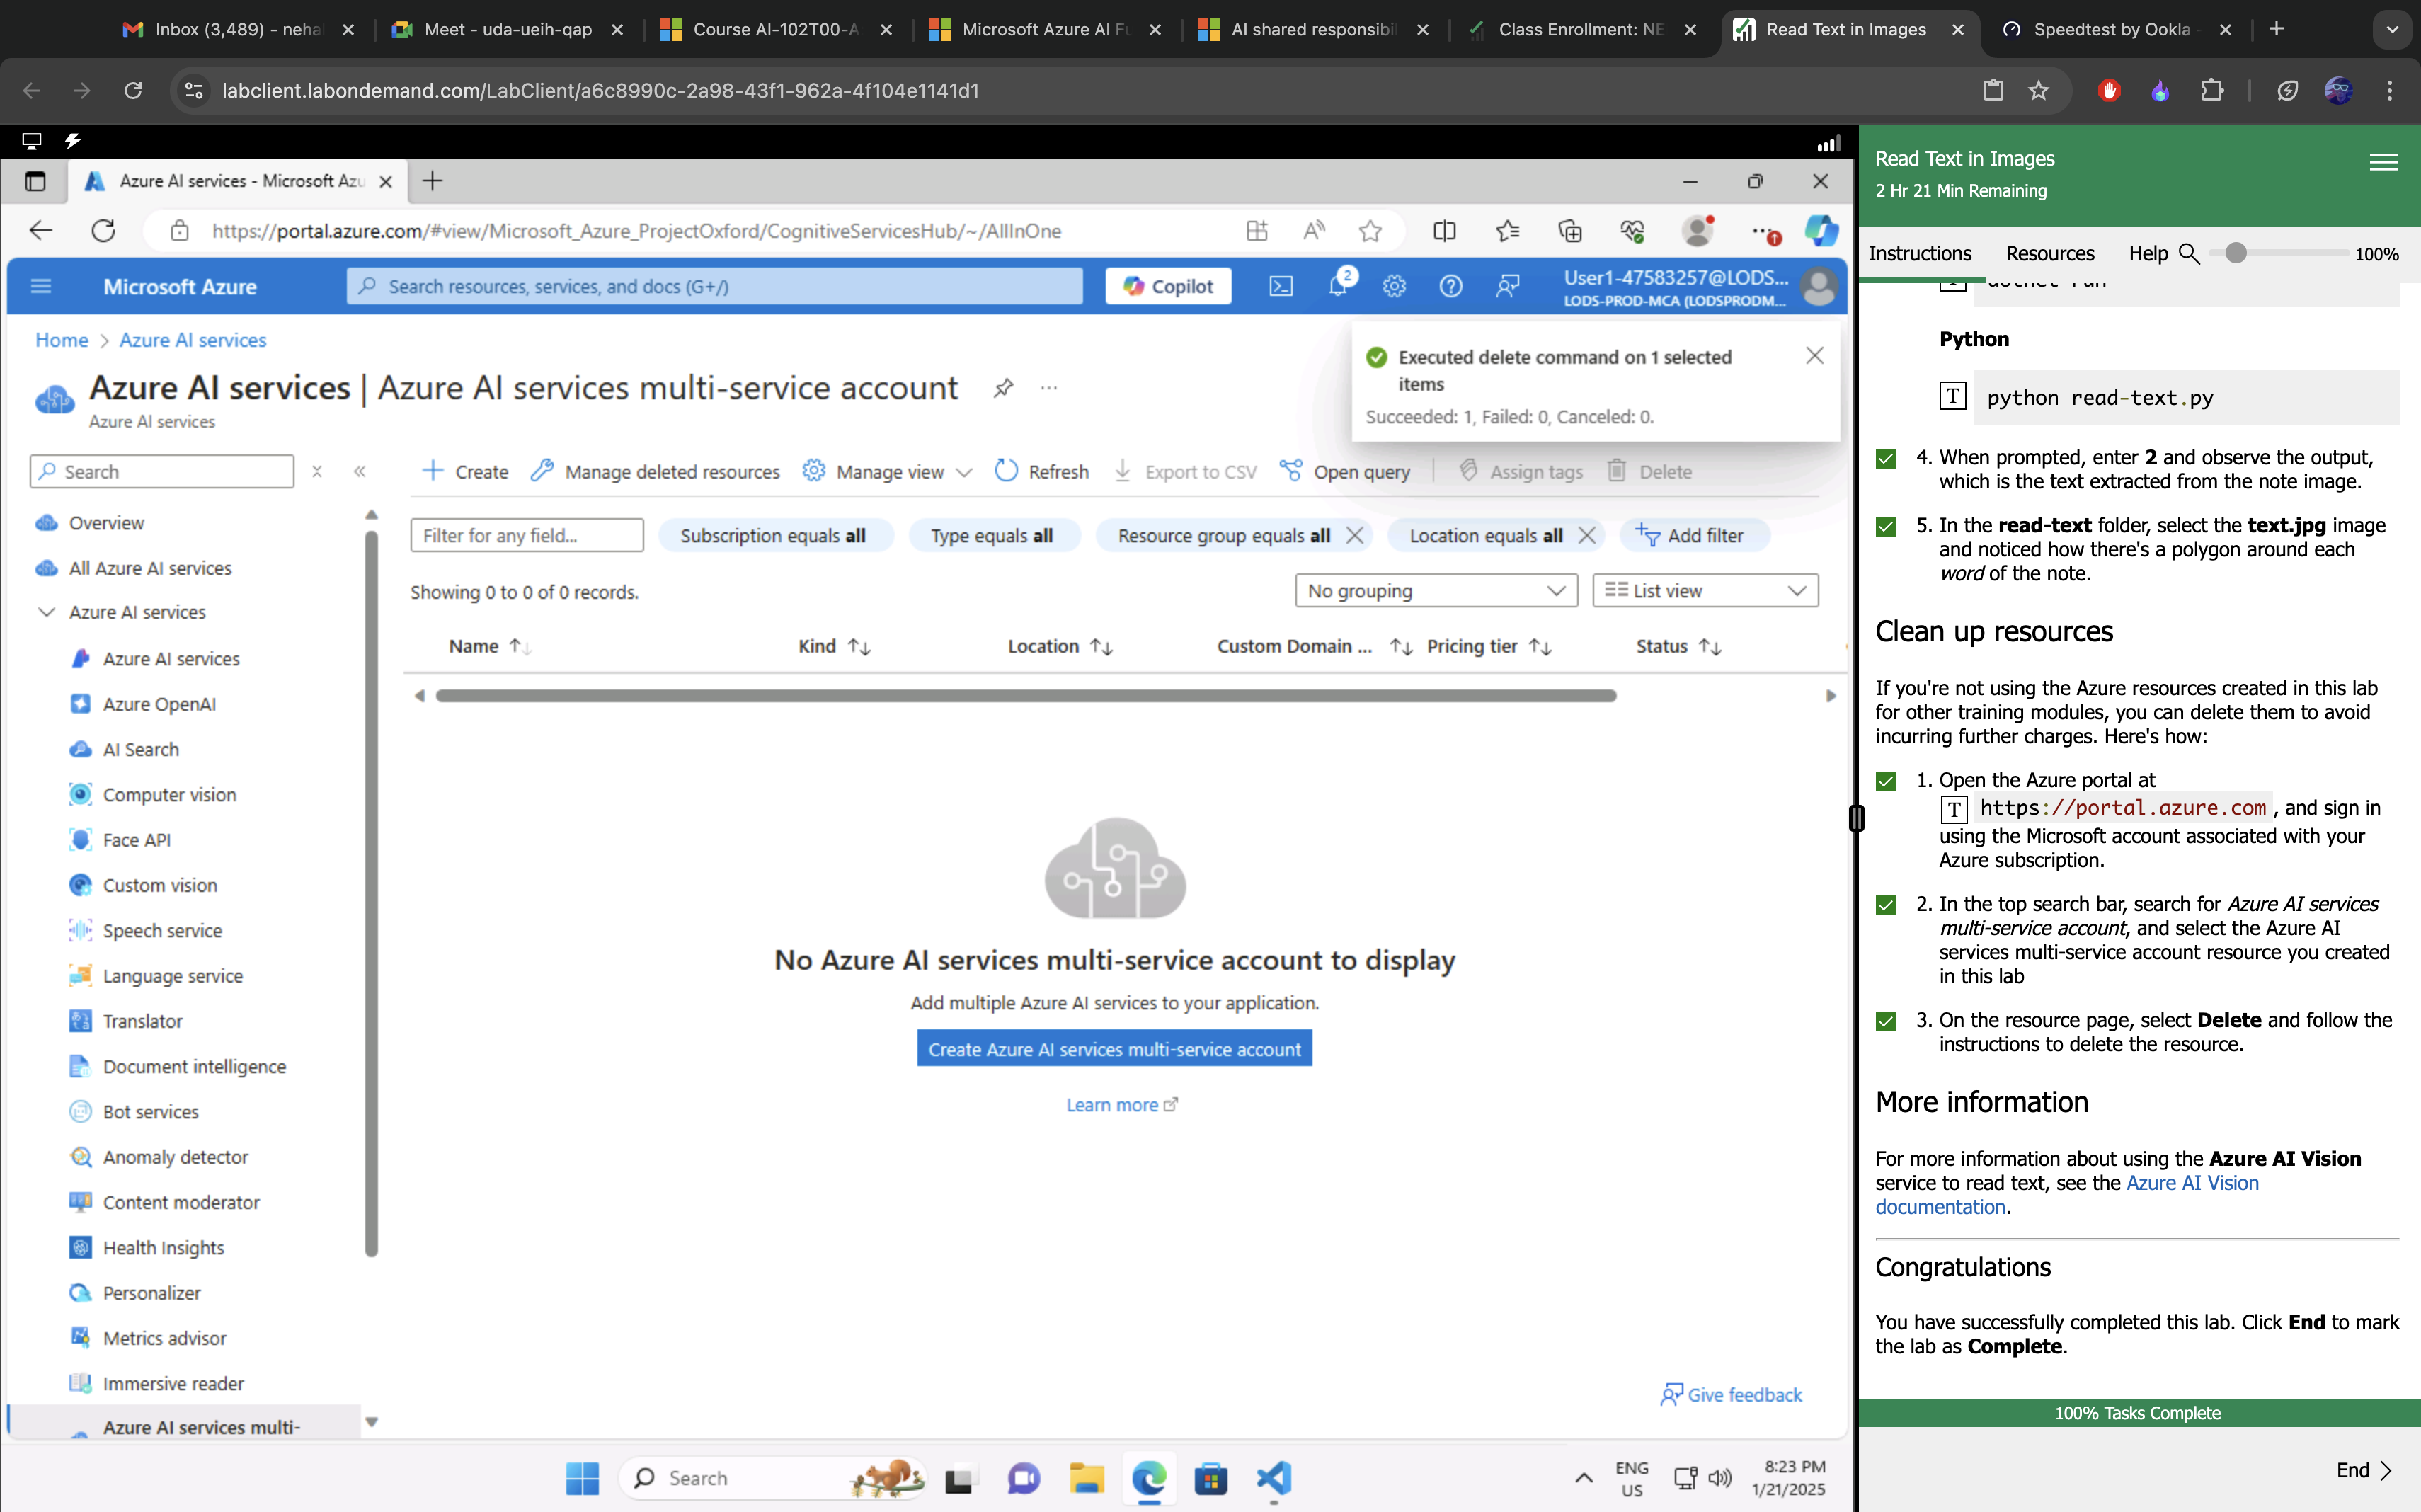 Inbox (3,489) - neha
Meet - uda-ueih-qap
Course AI-102T00-A
Microsoft Azure AI Fu
AI shared responsibil
Class Enrollment: NE
Read Text in Images
Speedtest by Ookla -
labclient.labondemand.com/LabClient/a6c8990c-2a98-43f1-962a-4f104e1141d1
Azure AI services - Microsoft Azu
https://portal.azure.com/#view/Microsoft_Azure_ProjectOxford/CognitiveServicesHub/~/AllInOne
Microsoft Azure
Search resources, services, and docs (G+/)
Copilot
2
User1-47583257@LODS...
LODS-PROD-MCA (LODSPRODM...
Home > Azure AI services
Executed delete command on 1 selected
items
Succeeded: 1, Failed: 0, Canceled: 0.
Azure AI services | Azure AI services multi-service account
Azure AI services
Search
Create
Manage deleted resources
Manage view
Refresh
Export to CSV
Open query
Assign tags
Delete
Overview
All Azure AI services
Azure AI services
Azure AI services
Azure OpenAI
AI Search
Computer vision
Face API
Custom vision
Speech service
Language service
Translator
Document intelligence
Bot services
Anomaly detector
Content moderator
Health Insights
Personalizer
Metrics advisor
Immersive reader
Azure AI services multi-
Filter for any field...
Subscription equals all
Type equals all
Resource group equals all
Location equals all
Add filter
Showing 0 to 0 of 0 records.
No grouping
List view
Name
Kind
Location
Custom Domain ...
Pricing tier
Status
No Azure AI services multi-service account to display
Add multiple Azure AI services to your application.
Create Azure AI services multi-service account
Learn more
Give feedback
Search
ENG
US
8:23 PM
1/21/2025
Read Text in Images
2 Hr 21 Min Remaining
Instructions
Resources
Help
100%
dotnet run
Python
T
python read-text.py
4. When prompted, enter 2 and observe the output,
which is the text extracted from the note image.
5. In the read-text folder, select the text.jpg image
and noticed how there's a polygon around each
word of the note.
Clean up resources
If you're not using the Azure resources created in this lab
for other training modules, you can delete them to avoid
incurring further charges. Here's how:
1. Open the Azure portal at
T https://portal.azure.com , and sign in
using the Microsoft account associated with your
Azure subscription.
2. In the top search bar, search for Azure AI services
multi-service account, and select the Azure AI
services multi-service account resource you created
in this lab
3. On the resource page, select Delete and follow the
instructions to delete the resource.
More information
For more information about using the Azure AI Vision
service to read text, see the Azure AI Vision
documentation.
Congratulations
You have successfully completed this lab. Click End to mark
the lab as Complete.
100% Tasks Complete
End